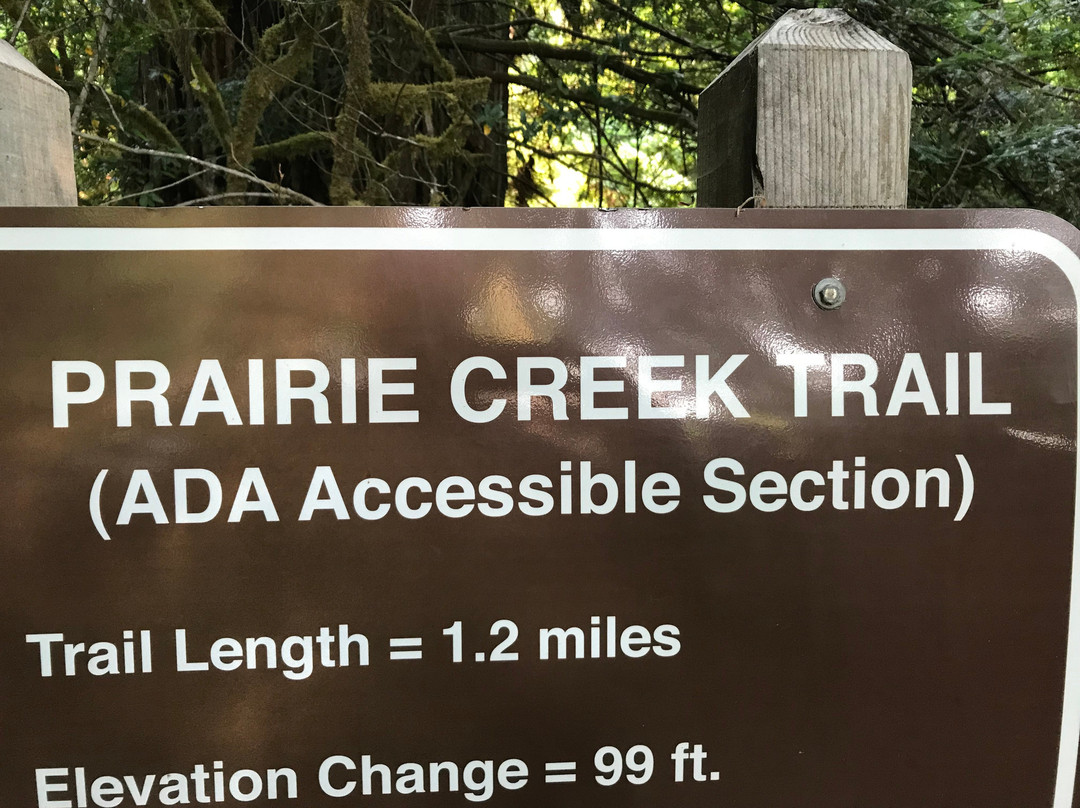 PRAIRIE CREEK TRAIL
(ADA Accessible Section)
Trail Length = 1.2 miles
Elevation Change = 99 ft.